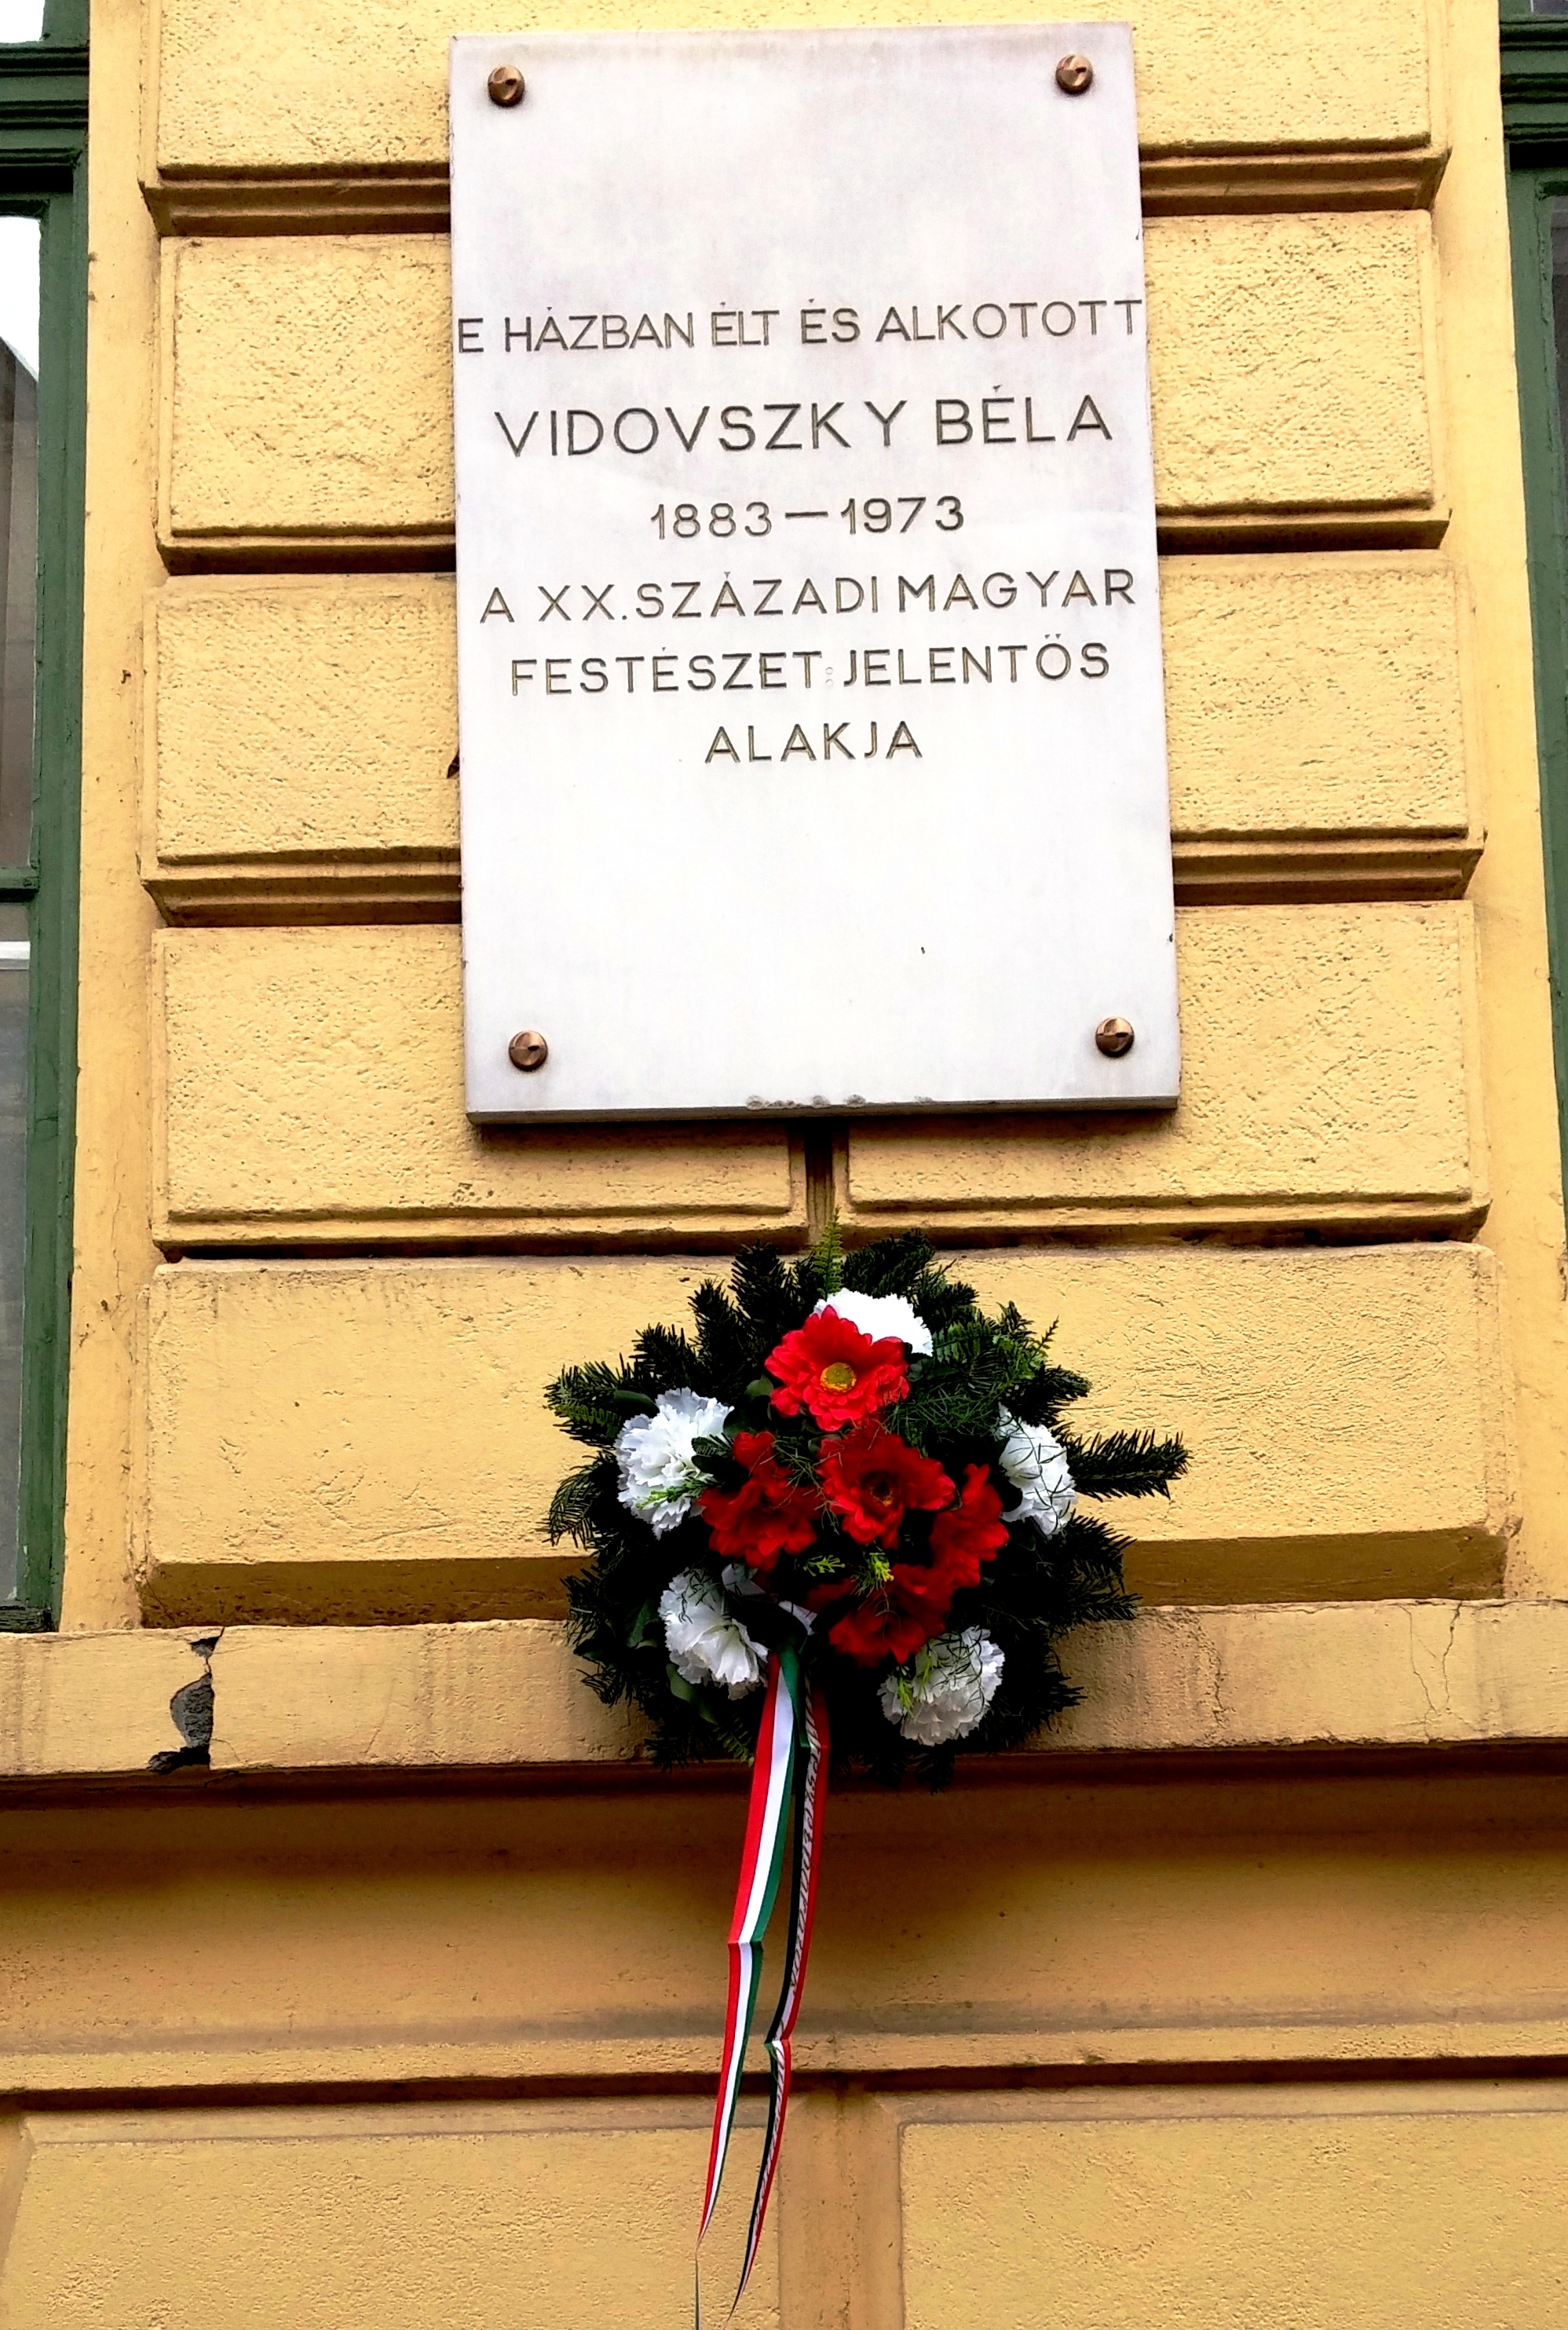 E HÁZBAN ÉLT ÉS ALKOTOTT
VIDOVSZKY BÉLA
1883—1973
A XX. SZÁZADI MAGYAR
FESTÉSZET JELENTŐS
ALAKJA